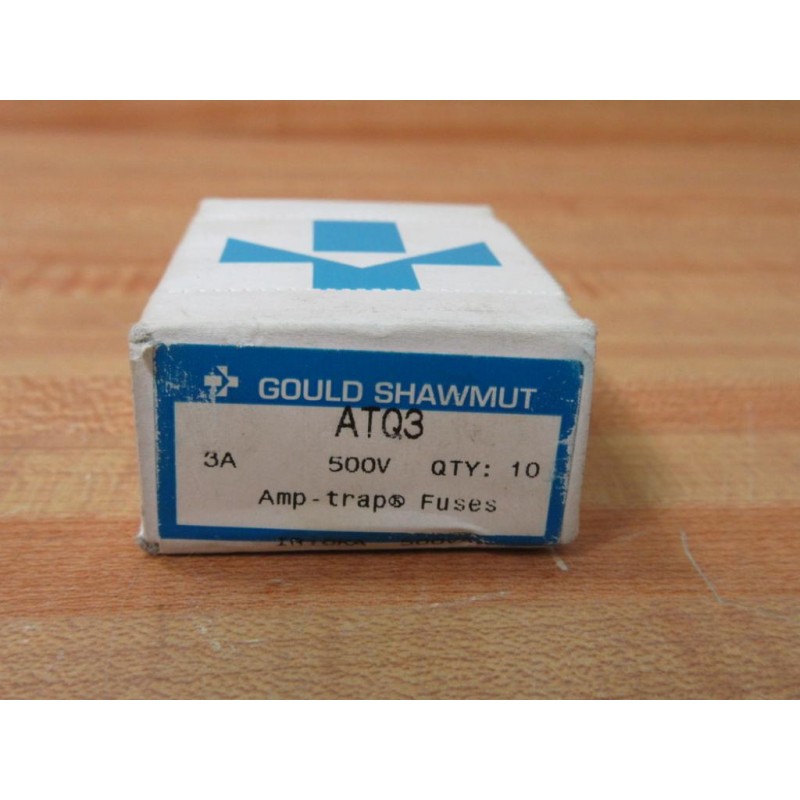 GOULD SHAWMUT
ATQ3
3A 500V QTY: 10
Amp-trap® Fuses